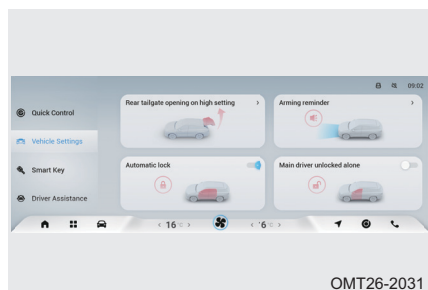 09:02
Quick Control
Vehicle Settings
Smart Key
Driver Assistance
Rear tailgate opening on high setting >
Arming reminder >
Automatic lock
Main driver unlocked alone
< 16 °C >
< 16 °C >
OMT26-2031